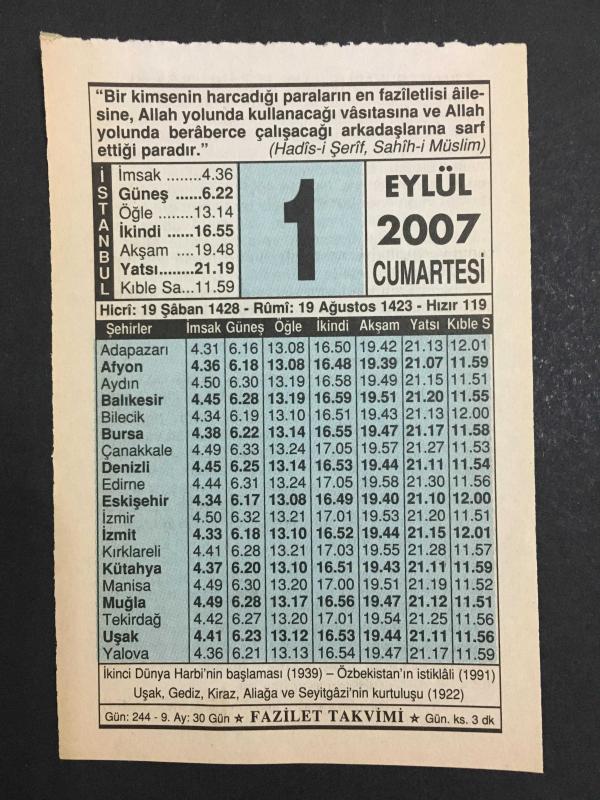 “Bir kimsenin harcadığı paraların en fazîletlisi âile-
sine, Allah yolunda kullanacağı vâsıtasına ve Allah
yolunda berâberce çalışacağı arkadaşlarına sarf
ettiği paradır.” (Hadîs-i Şerîf, Sahîh-i Müslim)
İSTANBUL
İmsak ........4.36
Güneş ......6.22
Öğle ........13.14
İkindi ......16.55
Akşam ....19.48
Yatsı........21.19
Kıble Sa...11.59
1
EYLÜL
2007
CUMARTESİ
Hicrî: 19 Şâban 1428 - Rûmî: 19 Ağustos 1423 - Hızır 119
Şehirler İmsak Güneş Öğle İkindi Akşam Yatsı Kıble S
Adapazarı 4.31 6.16 13.08 16.50 19.42 21.13 12.01
Afyon 4.36 6.18 13.08 16.48 19.39 21.07 11.59
Aydın 4.50 6.30 13.19 16.58 19.49 21.15 11.51
Balıkesir 4.45 6.28 13.19 16.59 19.51 21.20 11.55
Bilecik 4.34 6.19 13.10 16.51 19.43 21.13 12.00
Bursa 4.38 6.22 13.14 16.55 19.47 21.17 11.58
Çanakkale 4.49 6.33 13.24 17.05 19.57 21.27 11.53
Denizli 4.45 6.25 13.14 16.53 19.44 21.11 11.54
Edirne 4.44 6.31 13.24 17.05 19.58 21.30 11.56
Eskişehir 4.34 6.17 13.08 16.49 19.40 21.10 12.00
İzmir 4.50 6.32 13.21 17.01 19.53 21.20 11.51
İzmit 4.33 6.18 13.10 16.52 19.44 21.15 12.01
Kırklareli 4.41 6.28 13.21 17.03 19.55 21.28 11.57
Kütahya 4.37 6.20 13.10 16.51 19.43 21.11 11.59
Manisa 4.49 6.30 13.20 17.00 19.51 21.19 11.52
Muğla 4.49 6.28 13.17 16.56 19.47 21.12 11.51
Tekirdağ 4.42 6.27 13.20 17.01 19.54 21.25 11.56
Uşak 4.41 6.23 13.12 16.53 19.44 21.11 11.56
Yalova 4.36 6.21 13.13 16.54 19.47 21.17 11.59
İkinci Dünya Harbi'nin başlaması (1939) – Özbekistan'ın istiklâli (1991)
Uşak, Gediz, Kiraz, Aliağa ve Seyitgâzi'nin kurtuluşu (1922)
Gün: 244 - 9. Ay: 30 Gün ☆ FAZİLET TAKVİMİ ☆ Gün. ks. 3 dk